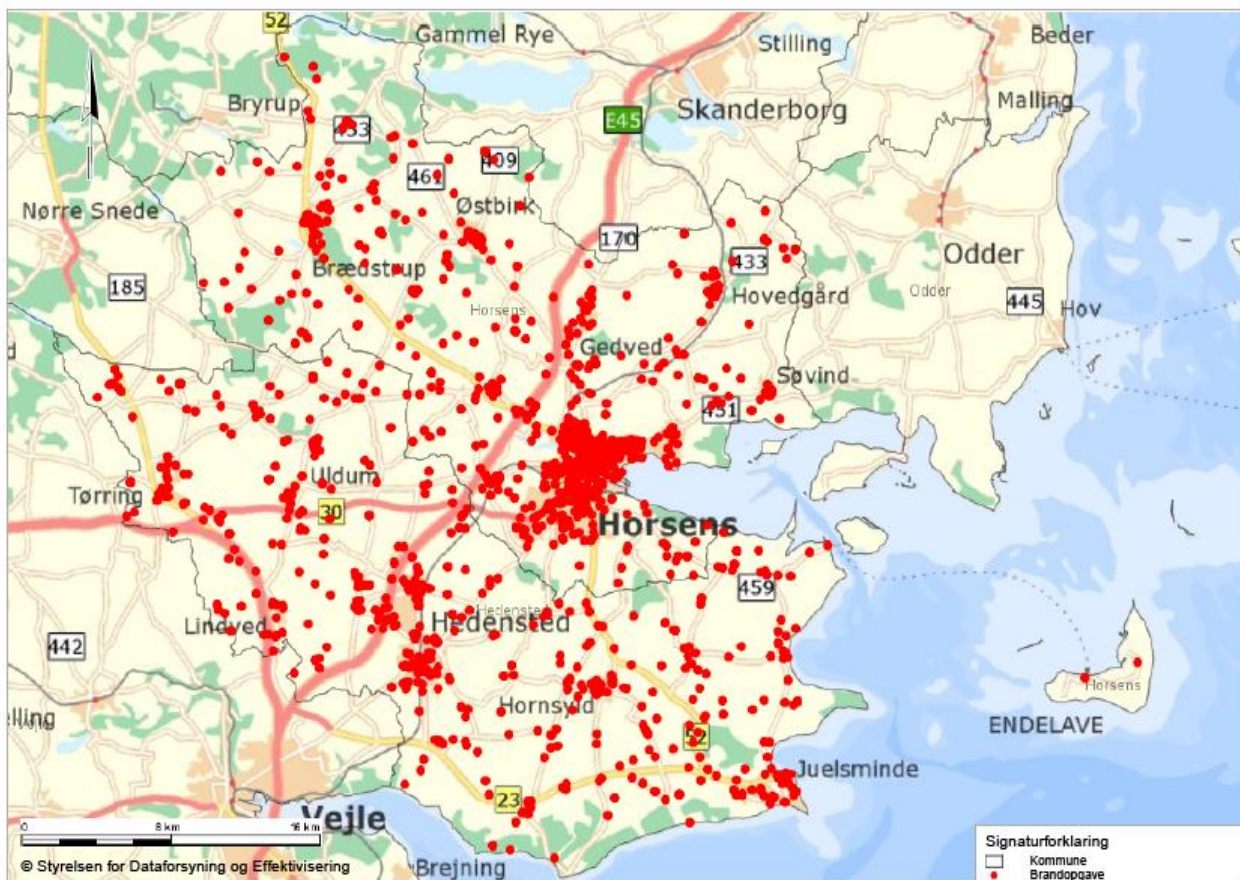 52
Gammel Rye
Stilling
Beder
Bryrup
Skanderborg
Malling
E45
453
409
461
Nørre Snede
Østbirk
170
Odder
433
185
Brædstrup
Hovedgård
Odder
445
Hov
Horsens
Gedved
Søvind
451
Uldum
Tørring
30
Horsens
459
Hedensted
Lindved
Hedensted
442
Horsens
Hornsyld
ENDELAVE
52
Juelsminde
23
Vejle
0 8 km 16 km
Signaturforklaring
Kommune
© Styrelsen for Dataforsyning og Effektivisering
Brejning
Brandopgave